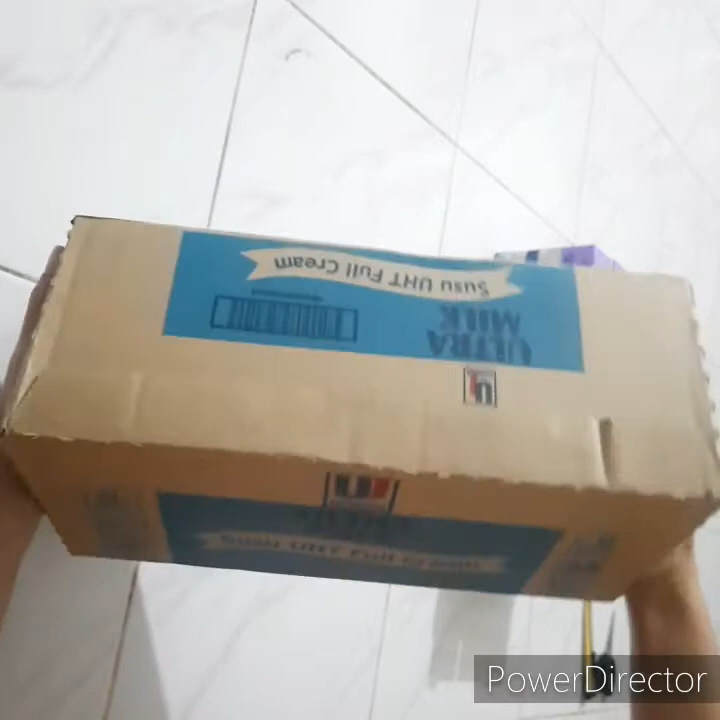 Susu UHT Full Cream
ULTRA
MILK
Susu UHT Full Cream
PowerDirector